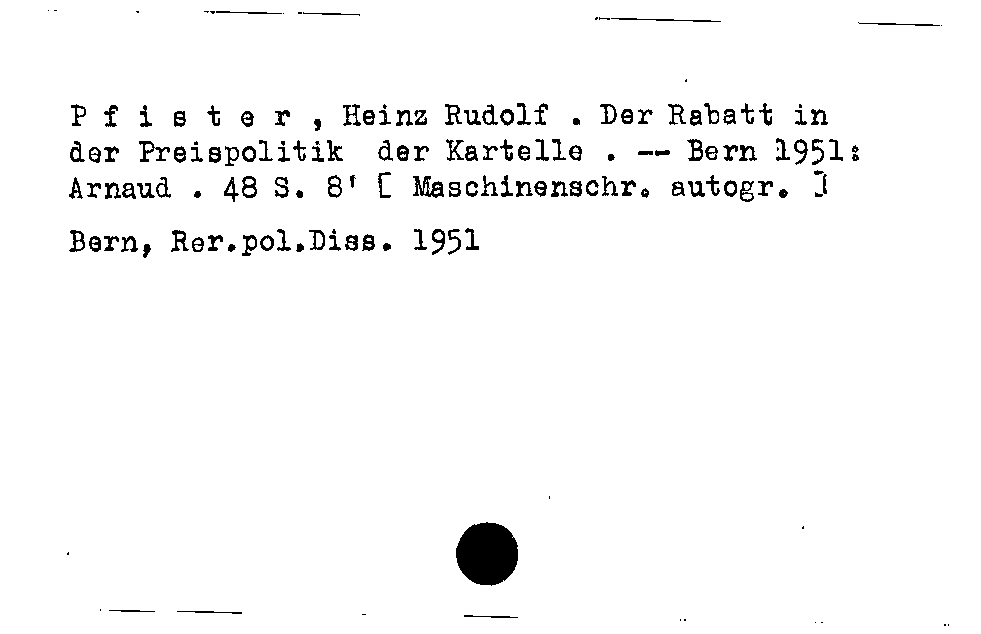 P f i s t e r , Heinz Rudolf . Der Rabatt in
der Preispolitik der Kartelle . -- Bern 1951:
Arnaud . 48 S. 8' [ Maschinenschr. autogr. ]
Bern, Rer.pol.Diss. 1951